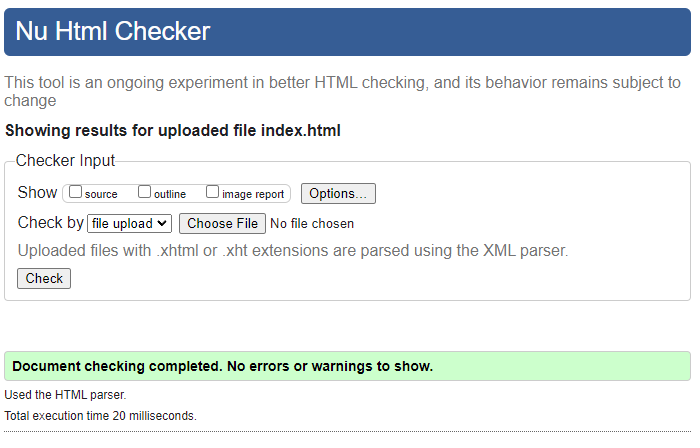 Nu Html Checker
This tool is an ongoing experiment in better HTML checking, and its behavior remains subject to
change
Showing results for uploaded file index.html
Checker Input
Show source outline image report Options...
Check by file upload Choose File No file chosen
Uploaded files with .xhtml or .xht extensions are parsed using the XML parser.
Check
Document checking completed. No errors or warnings to show.
Used the HTML parser.
Total execution time 20 milliseconds.